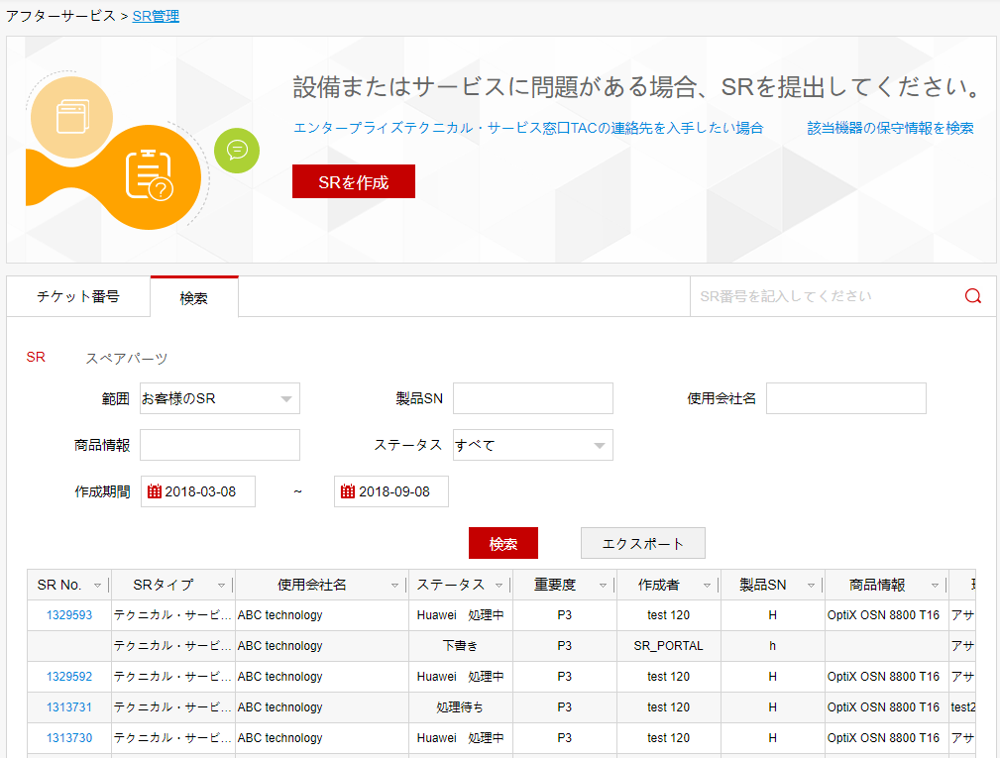 アフターサービス > SR管理
設備またはサービスに問題がある場合、SRを提出してください。
エンタープライズテクニカル・サービス窓口TACの連絡先を入手したい場合 該当機器の保守情報を検索
SRを作成
チケット番号 検索 SR番号を記入してください
SR スペアパーツ
範囲 お客様のSR 製品SN 使用会社名
商品情報 ステータス すべて
作成期間 2018-03-08 ~ 2018-09-08
検索 エクスポート
SR No. SRタイプ 使用会社名 ステータス 重要度 作成者 製品SN 商品情報
1329593 テクニカル・サービ... ABC technology Huawei 処理中 P3 test 120 H OptiX OSN 8800 T16 アサ
テクニカル・サービ... ABC technology 下書き P3 SR_PORTAL h アサ
1329592 テクニカル・サービ... ABC technology Huawei 処理中 P3 test 120 H OptiX OSN 8800 T16 アサ
1313731 テクニカル・サービ... ABC technology 処理待ち P3 test 120 H OptiX OSN 8800 T16 test2
1313730 テクニカル・サービ... ABC technology Huawei 処理中 P3 test 120 H OptiX OSN 8800 T16 アサ